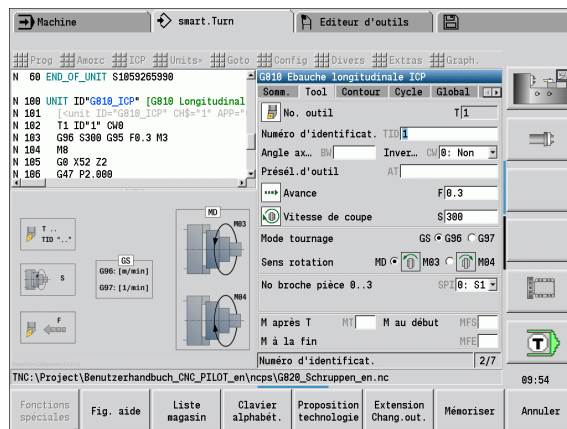 Machine
smart.Turn
Editeur d'outils
Prog Amorc ICP Units» Goto Config Divers Extras Graph.
N 60 END_OF_UNIT S1059265990
N 100 UNIT ID"G810_ICP" [G810 Longitudinal
N 101 [<unit ID="G810_ICP" CH$="1" APP="
N 102 T1 ID"1" CW0
N 103 G96 S300 G95 F0.3 M3
N 104 M8
N 105 G0 X52 Z2
N 106 G47 P2.000
G810 Ebauche longitudinale ICP
Somm. Tool Contour Cycle Global
No. outil T 1
Numéro d'identificat. TID 1
Angle ax... BW Inver... CW 0: Non
Présél.d'outil AT
Avance F 0.3
Vitesse de coupe S 300
Mode tournage GS G96 G97
Sens rotation MD M03 M04
No broche pièce 0..3 SPI 0: S1
M après T MT M au début MFS
M à la fin MFE
Numéro d'identificat. 2/7
T ..
TID ".."
S
F
GS
G96: [m/min]
G97: [1/min]
MD
M03
M04
T
TNC:\Project\Benutzerhandbuch_CNC_PILOT_en\ncps\G820_Schruppen_en.nc
09:54
Fonctions spéciales
Fig. aide
Liste magasin
Clavier alphabét.
Proposition technologie
Extension Chang.out.
Mémoriser
Annuler